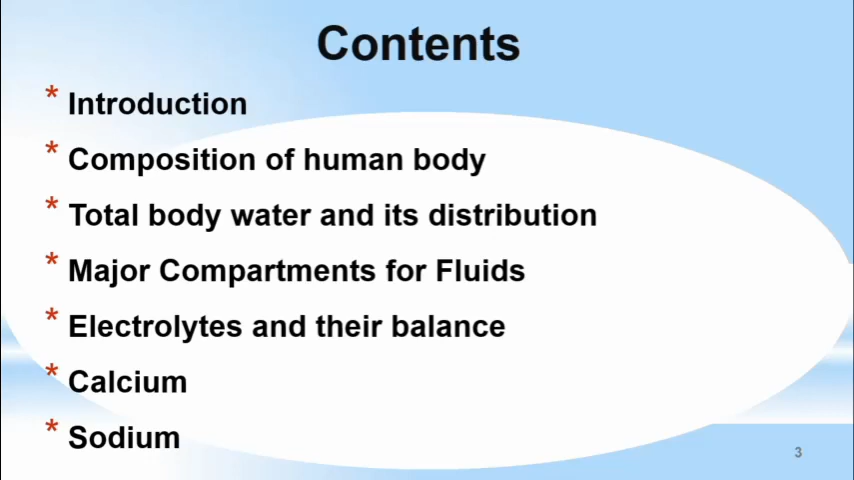 Contents
* Introduction
* Composition of human body
* Total body water and its distribution
* Major Compartments for Fluids
* Electrolytes and their balance
* Calcium
* Sodium
3